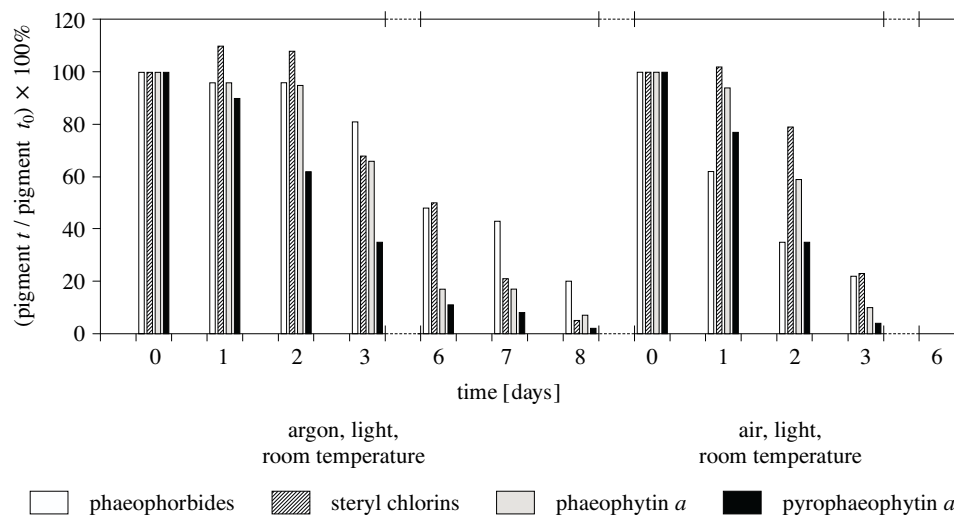 (pigment t / pigment t₀) × 100%
120
100
80
60
40
20
0
0 1 2 3 6 7 8 0 1 2 3 6
time [days]
argon, light,
room temperature
air, light,
room temperature
phaeophorbides steryl chlorins phaeophytin a pyrophaeophytin a